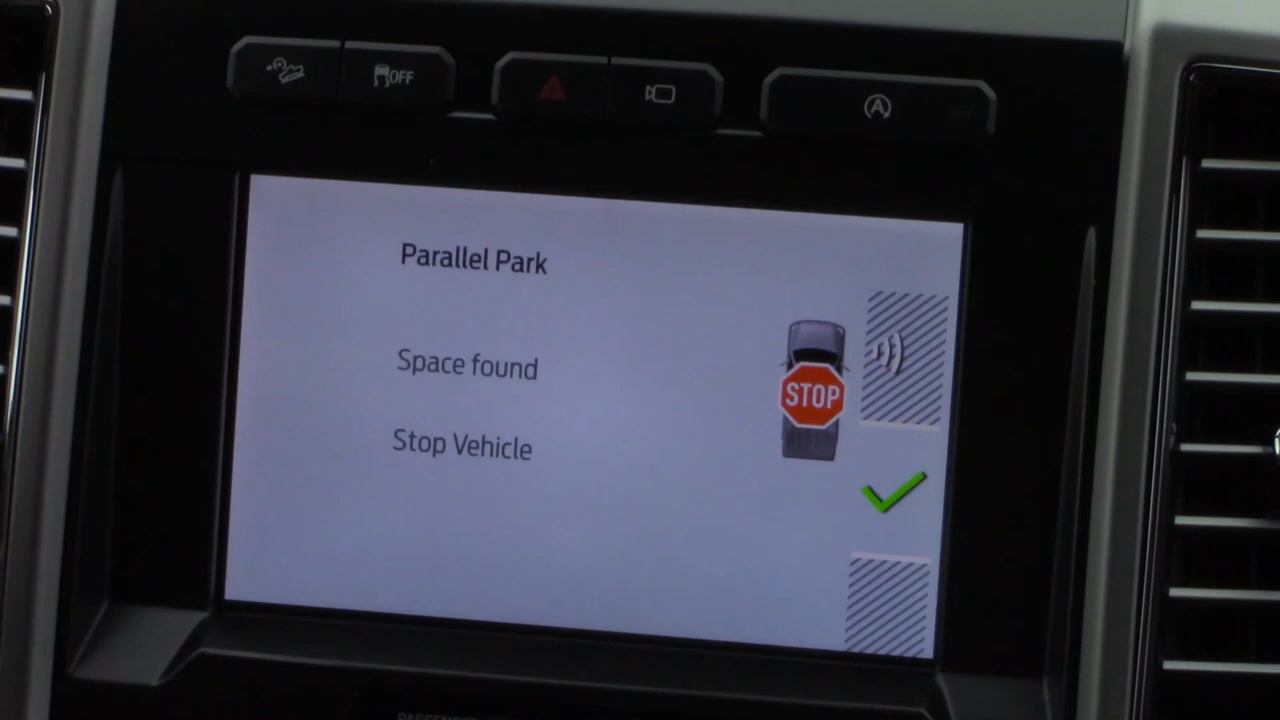 OFF
A
Parallel Park
Space found
Stop Vehicle
STOP